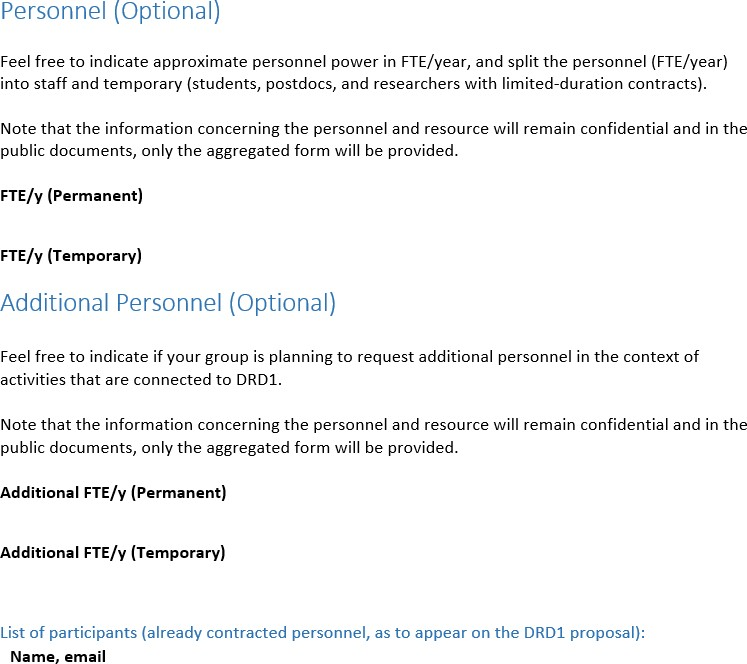 Personnel (Optional)
Feel free to indicate approximate personnel power in FTE/year, and split the personnel (FTE/year)
into staff and temporary (students, postdocs, and researchers with limited-duration contracts).
Note that the information concerning the personnel and resource will remain confidential and in the
public documents, only the aggregated form will be provided.
FTE/y (Permanent)
FTE/y (Temporary)
Additional Personnel (Optional)
Feel free to indicate if your group is planning to request additional personnel in the context of
activities that are connected to DRD1.
Note that the information concerning the personnel and resource will remain confidential and in the
public documents, only the aggregated form will be provided.
Additional FTE/y (Permanent)
Additional FTE/y (Temporary)
List of participants (already contracted personnel, as to appear on the DRD1 proposal):
Name, email